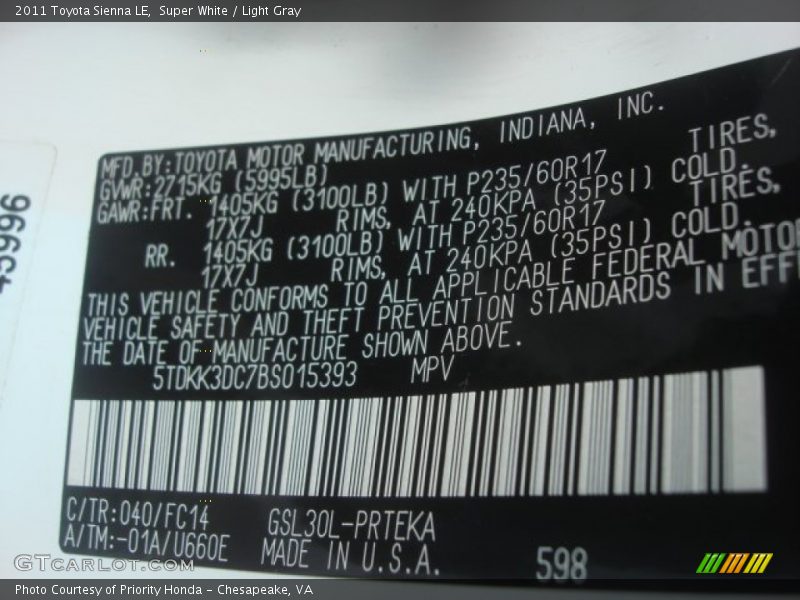 2011 Toyota Sienna LE,  Super White / Light Gray
45996
MFD.BY:TOYOTA MOTOR MANUFACTURING, INDIANA, INC.
GVWR:2715KG (5995LB)
GAWR:FRT. 1405KG (3100LB) WITH P235/60R17 TIRES,
17X7J RIMS, AT 240KPA (35PSI) COLD.
RR. 1405KG (3100LB) WITH P235/60R17 TIRES,
17X7J RIMS, AT 240KPA (35PSI) COLD.
THIS VEHICLE CONFORMS TO ALL APPLICABLE FEDERAL MOTO
VEHICLE SAFETY AND THEFT PREVENTION STANDARDS IN EFF
THE DATE OF MANUFACTURE SHOWN ABOVE.
5TDKK3DC7BS015393 MPV
C/TR:040/FC14 GSL30L-PRTEKA
A/TM:-01A/U660E MADE IN U.S.A.
598
GTcarlot.com
Photo Courtesy of Priority Honda - Chesapeake, VA